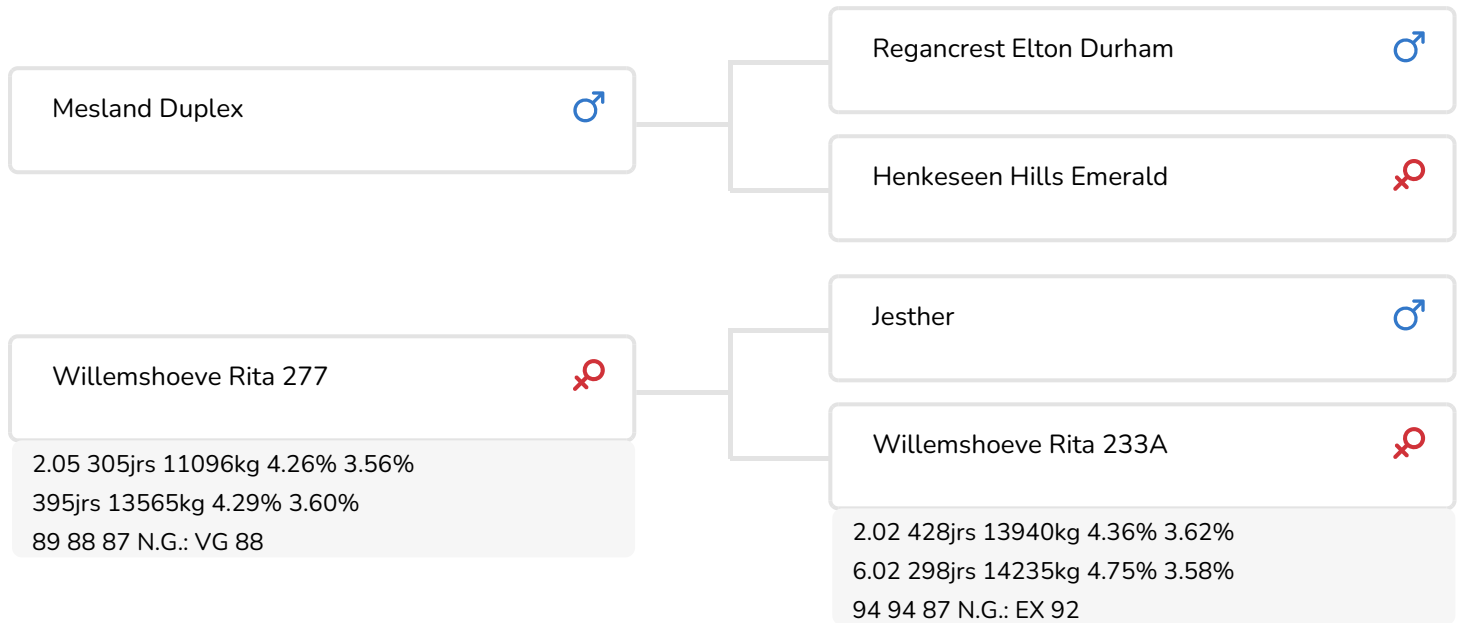 Mesland Duplex
Regancrest Elton Durham
Henkeseen Hills Emerald
Willemshoeve Rita 277
2.05 305jrs 11096kg 4.26% 3.56%
395jrs 13565kg 4.29% 3.60%
89 88 87 N.G.: VG 88
Jesther
Willemshoeve Rita 233A
2.02 428jrs 13940kg 4.36% 3.62%
6.02 298jrs 14235kg 4.75% 3.58%
94 94 87 N.G.: EX 92